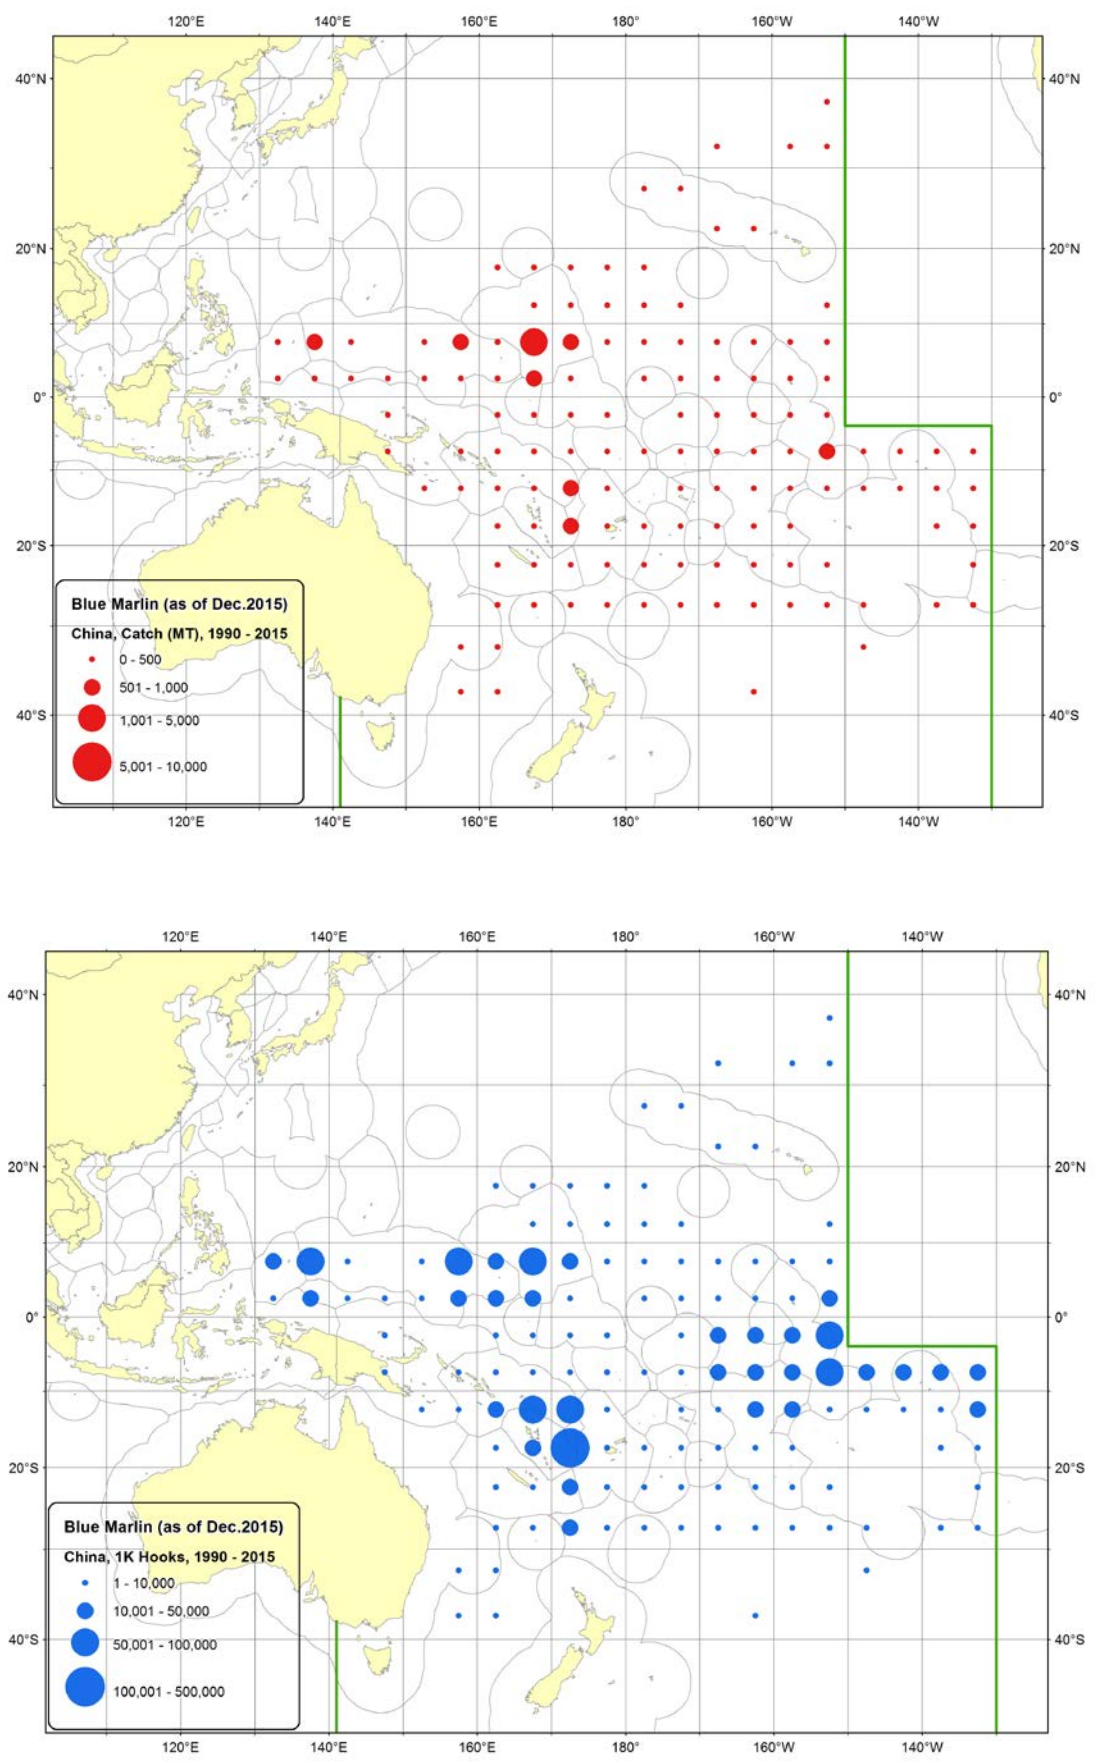 120°E 140°E 160°E 180° 160°W 140°W
40°N 40°N
20°N 20°N
0° 0°
20°S 20°S
Blue Marlin (as of Dec.2015)
China, Catch (MT), 1990 - 2015
0 - 500
501 - 1,000
1,001 - 5,000
40°S 40°S
5,001 - 10,000
120°E 140°E 160°E 180° 160°W 140°W
120°E 140°E 160°E 180° 160°W 140°W
40°N 40°N
20°N 20°N
0° 0°
20°S 20°S
Blue Marlin (as of Dec.2015)
China, 1K Hooks, 1990 - 2015
1 - 10,000
10,001 - 50,000
40°S 40°S
50,001 - 100,000
100,001 - 500,000
120°E 140°E 160°E 180° 160°W 140°W